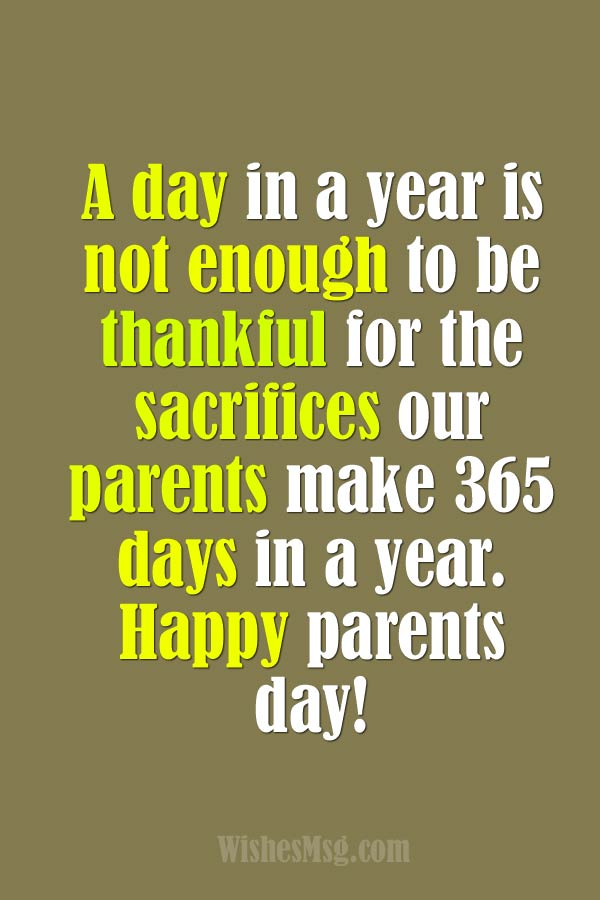 A day in a year is
not enough to be
thankful for the
sacrifices our
parents make 365
days in a year.
Happy parents
day!
WishesMsg.com